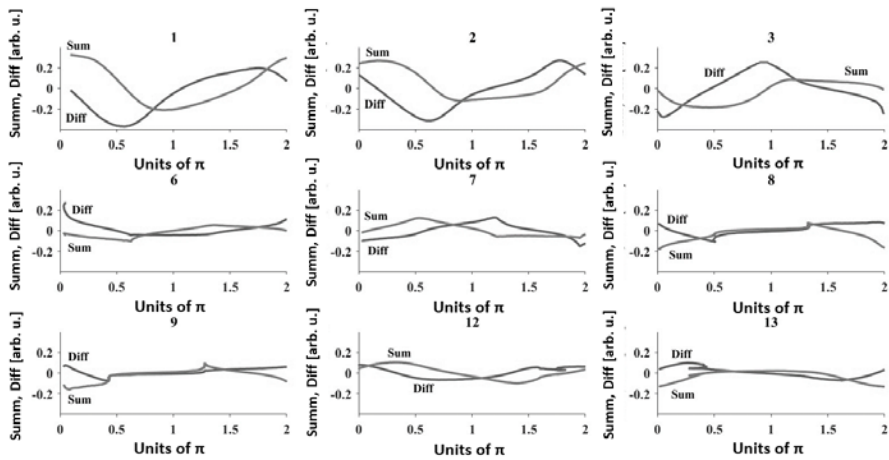 1
Summ, Diff [arb. u.]
0.2
0
-0.2
Sum
Diff
0 0.5 1 1.5 2
Units of π
2
Summ, Diff [arb. u.]
0.2
0
-0.2
Sum
Diff
0 0.5 1 1.5 2
Units of π
3
Summ, Diff [arb. u.]
0.2
0
-0.2
Diff
Sum
0 0.5 1 1.5 2
Units of π
6
Summ, Diff [arb. u.]
0.2
0
-0.2
Diff
Sum
0 0.5 1 1.5 2
Units of π
7
Summ, Diff [arb. u.]
0.2
0
-0.2
Sum
Diff
0 0.5 1 1.5 2
Units of π
8
Summ, Diff [arb. u.]
0.2
0
-0.2
Diff
Sum
0 0.5 1 1.5 2
Units of π
9
Summ, Diff [arb. u.]
0.2
0
-0.2
Diff
Sum
0 0.5 1 1.5 2
Units of π
12
Summ, Diff [arb. u.]
0.2
0
-0.2
Sum
Diff
0 0.5 1 1.5 2
Units of π
13
Summ, Diff [arb. u.]
0.2
0
-0.2
Diff
Sum
0 0.5 1 1.5 2
Units of π